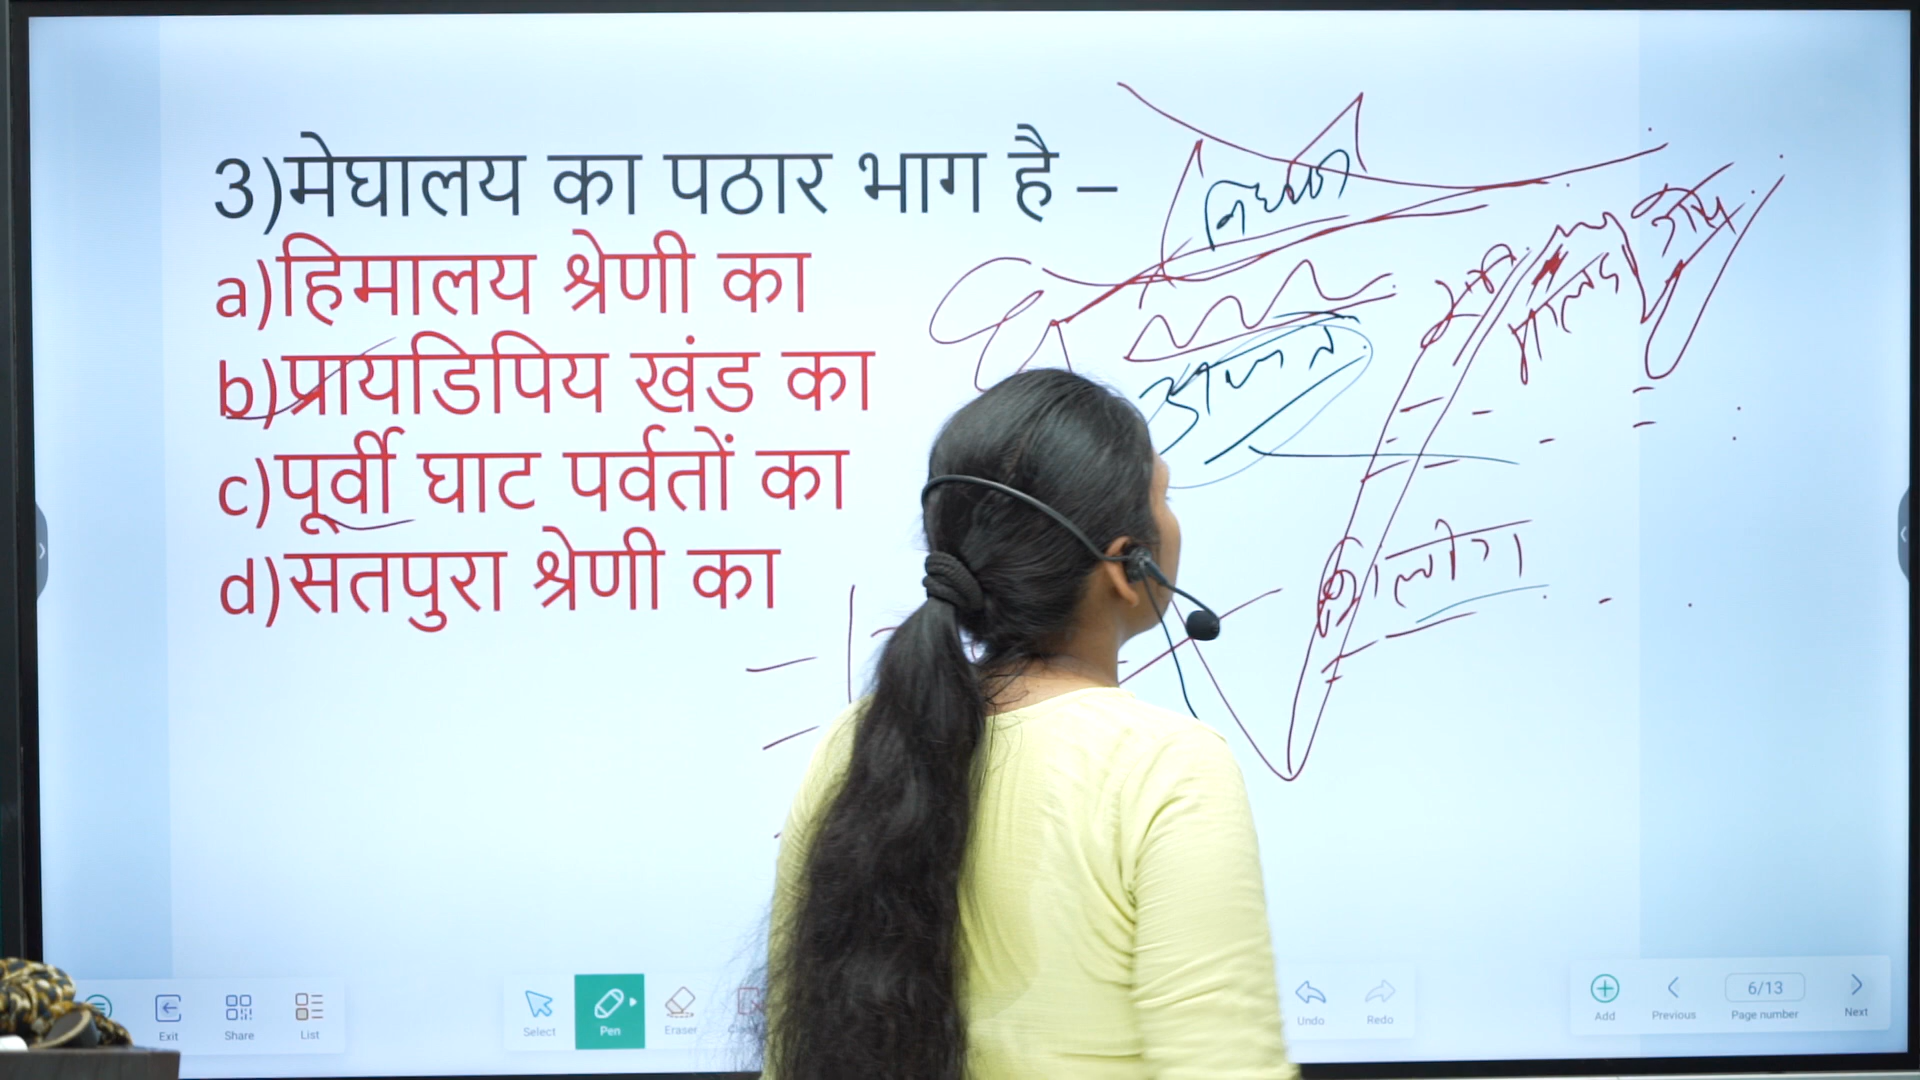 3)मेघालय का पठार भाग है –
a)हिमालय श्रेणी का
b)प्रायडिपिय खंड का
c)पूर्वी घाट पर्वतों का
d)सतपुरा श्रेणी का
शिलोंग
Exit
Share
List
Select
Pen
Eraser
Undo
Redo
Add
Previous
6/13
Page number
Next